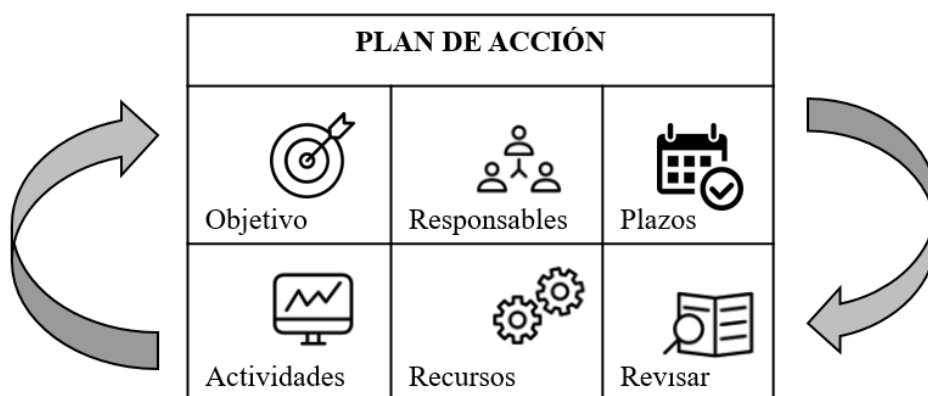 PLAN DE ACCIÓN
Objetivo
Responsables
Plazos
Actividades
Recursos
Revisar